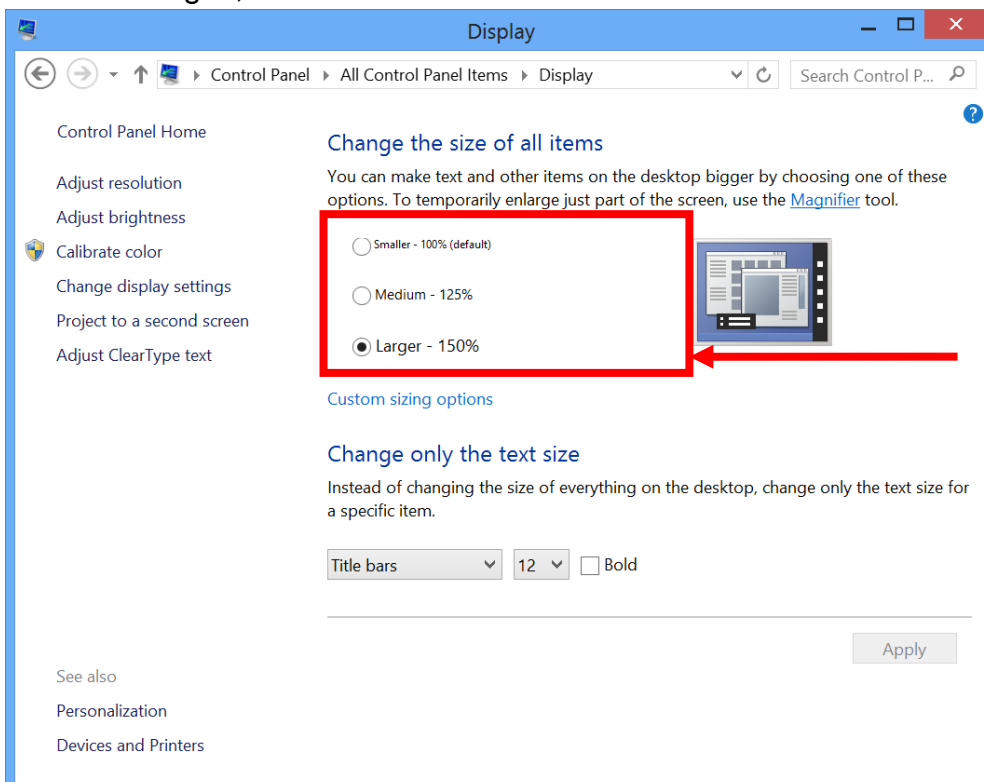 Display
Control Panel ▸ All Control Panel Items ▸ Display
Search Control P...
Control Panel Home
Adjust resolution
Adjust brightness
Calibrate color
Change display settings
Project to a second screen
Adjust ClearType text
Change the size of all items
You can make text and other items on the desktop bigger by choosing one of these
options. To temporarily enlarge just part of the screen, use the Magnifier tool.
Smaller - 100% (default)
Medium - 125%
Larger - 150%
Custom sizing options
Change only the text size
Instead of changing the size of everything on the desktop, change only the text size for
a specific item.
Title bars 12 Bold
Apply
See also
Personalization
Devices and Printers